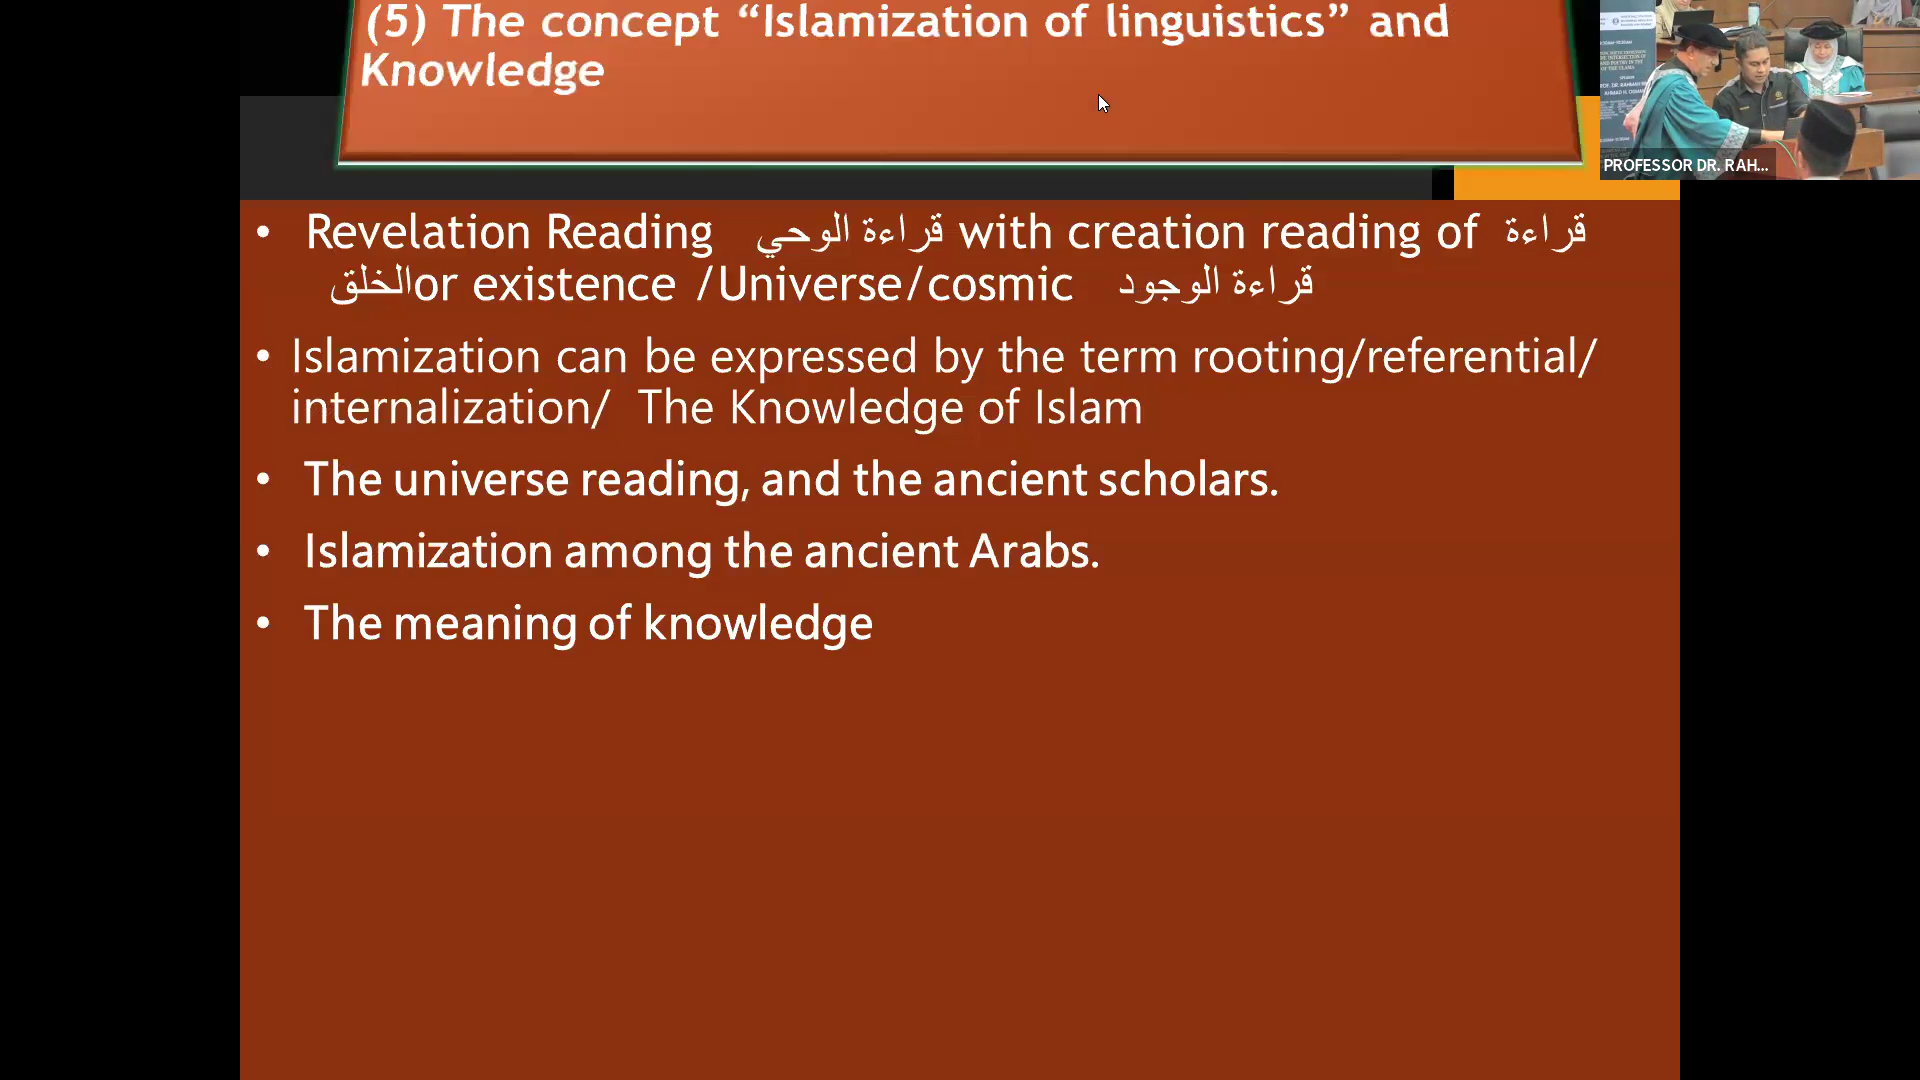 (5) The concept “Islamization of linguistics” and
Knowledge
• Revelation Reading قراءة الوحي with creation reading of قراءة
الخلق or existence /Universe/cosmic قراءة الوجود
• Islamization can be expressed by the term rooting/referential/
internalization/ The Knowledge of Islam
• The universe reading, and the ancient scholars.
• Islamization among the ancient Arabs.
• The meaning of knowledge
PROFESSOR DR. RAH...